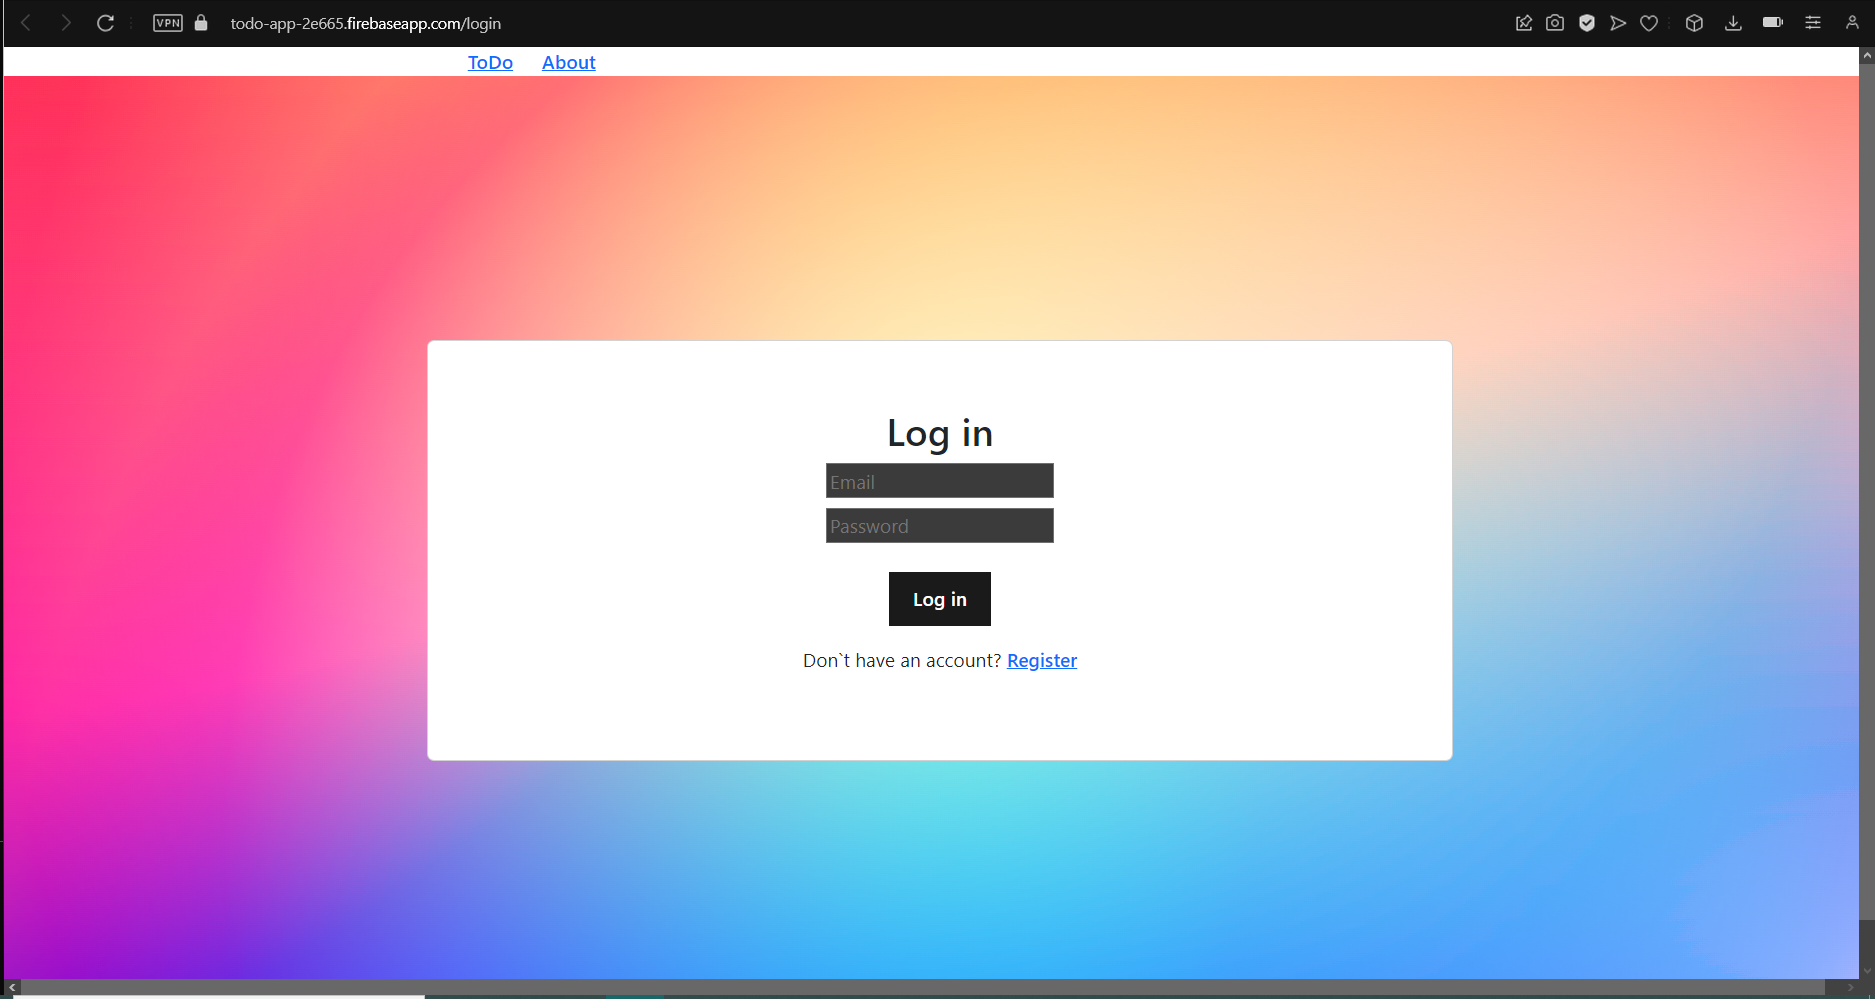 VPN todo-app-2e665.firebaseapp.com/login
ToDo About
Log in
Email
Password
Log in
Don`t have an account? Register